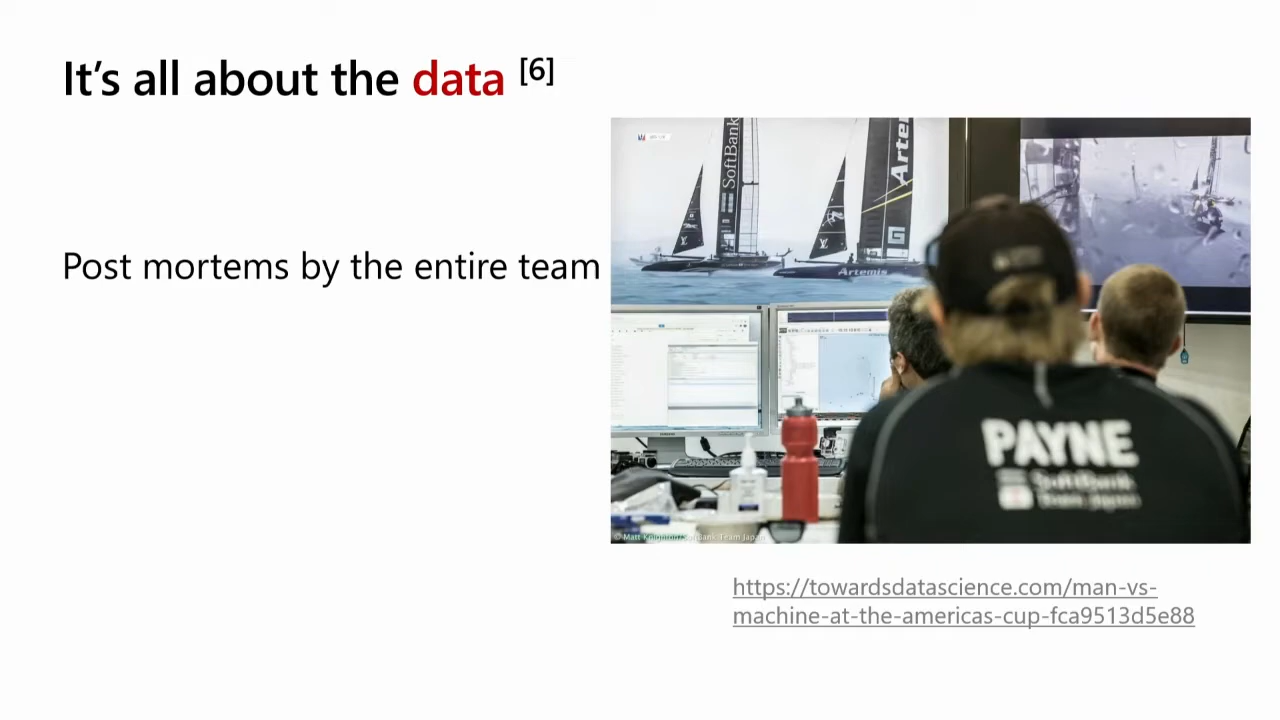 It's all about the data [6]
Post mortems by the entire team
SoftBank
Arte
Artemis
PAYNE
SoftBank
Team Japan
https://towardsdatascience.com/man-vs-
machine-at-the-americas-cup-fca9513d5e88